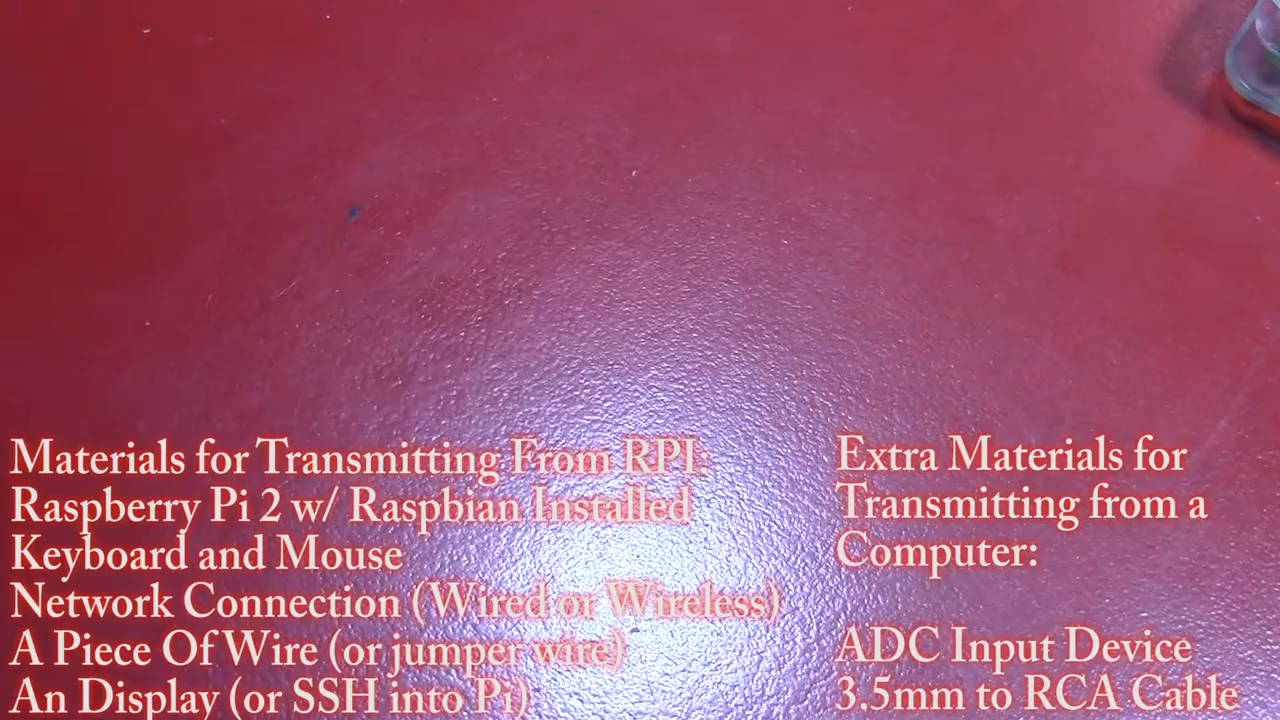 Materials for Transmitting From RPI:
Raspberry Pi 2 w/ Raspbian Installed
Keyboard and Mouse
Network Connection (Wired or Wireless)
A Piece Of Wire (or jumper wire)
An Display (or SSH into Pi)
Extra Materials for
Transmitting from a
Computer:
ADC Input Device
3.5mm to RCA Cable